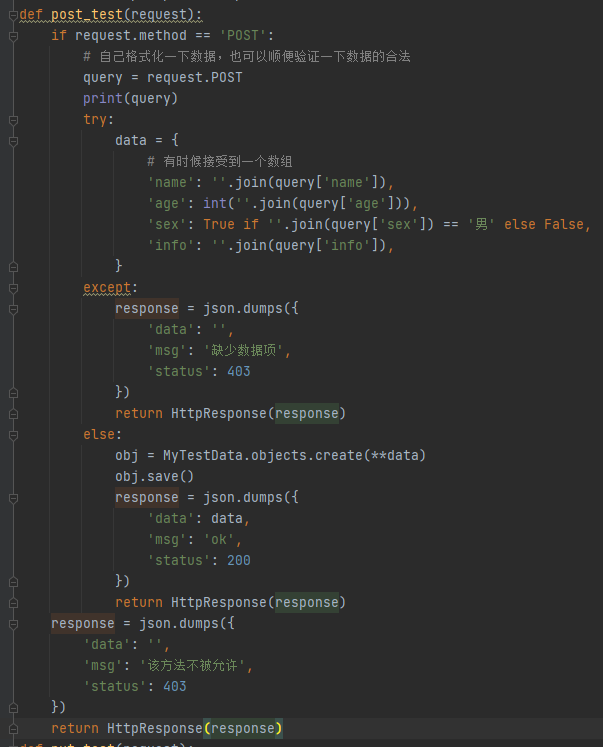 def post_test(request):
    if request.method == 'POST':
        # 自己格式化一下数据，也可以顺便验证一下数据的合法
        query = request.POST
        print(query)
        try:
            data = {
                # 有时候接受到一个数组
                'name': ''.join(query['name']),
                'age': int(''.join(query['age'])),
                'sex': True if ''.join(query['sex']) == '男' else False,
                'info': ''.join(query['info']),
            }
        except:
            response = json.dumps({
                'data': '',
                'msg': '缺少数据项',
                'status': 403
            })
            return HttpResponse(response)
        else:
            obj = MyTestData.objects.create(**data)
            obj.save()
            response = json.dumps({
                'data': data,
                'msg': 'ok',
                'status': 200
            })
            return HttpResponse(response)
    response = json.dumps({
        'data': '',
        'msg': '该方法不被允许',
        'status': 403
    })
    return HttpResponse(response)
def put_test(request):